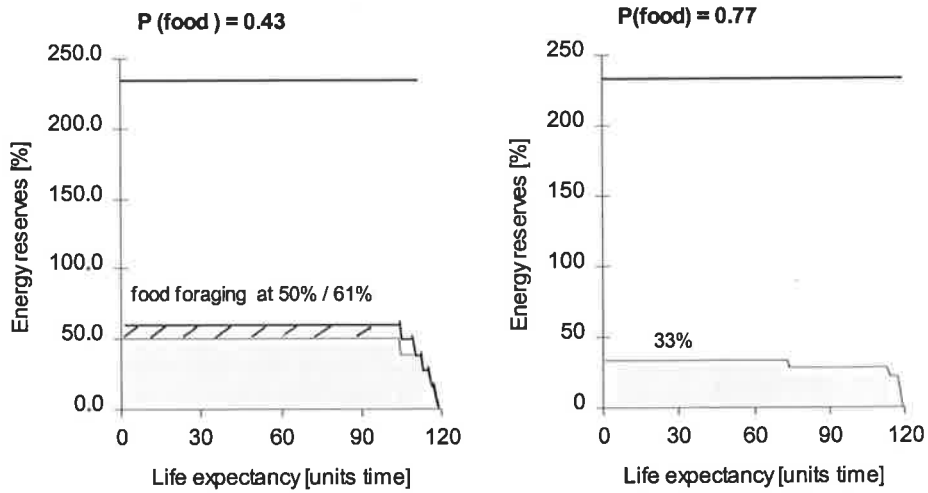 P (food ) = 0.43
250.0
200.0
150.0
100.0
50.0
0.0
Energy reserves [%]
food foraging at 50% / 61%
0 30 60 90 120
Life expectancy [units time]
P(food) = 0.77
250
200
150
100
50
0
Energy reserves [%]
33%
0 30 60 90 120
Life expectancy [units time]